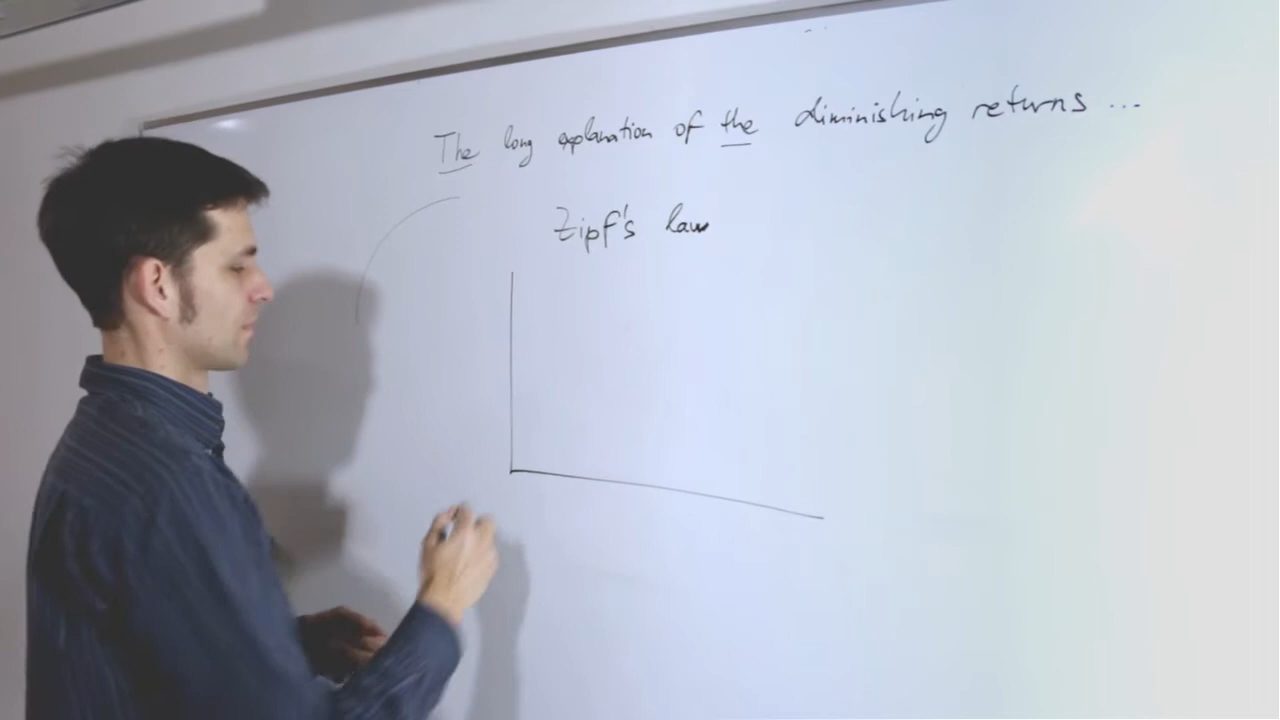 The long explanation of the diminishing returns ...
Zipf's law